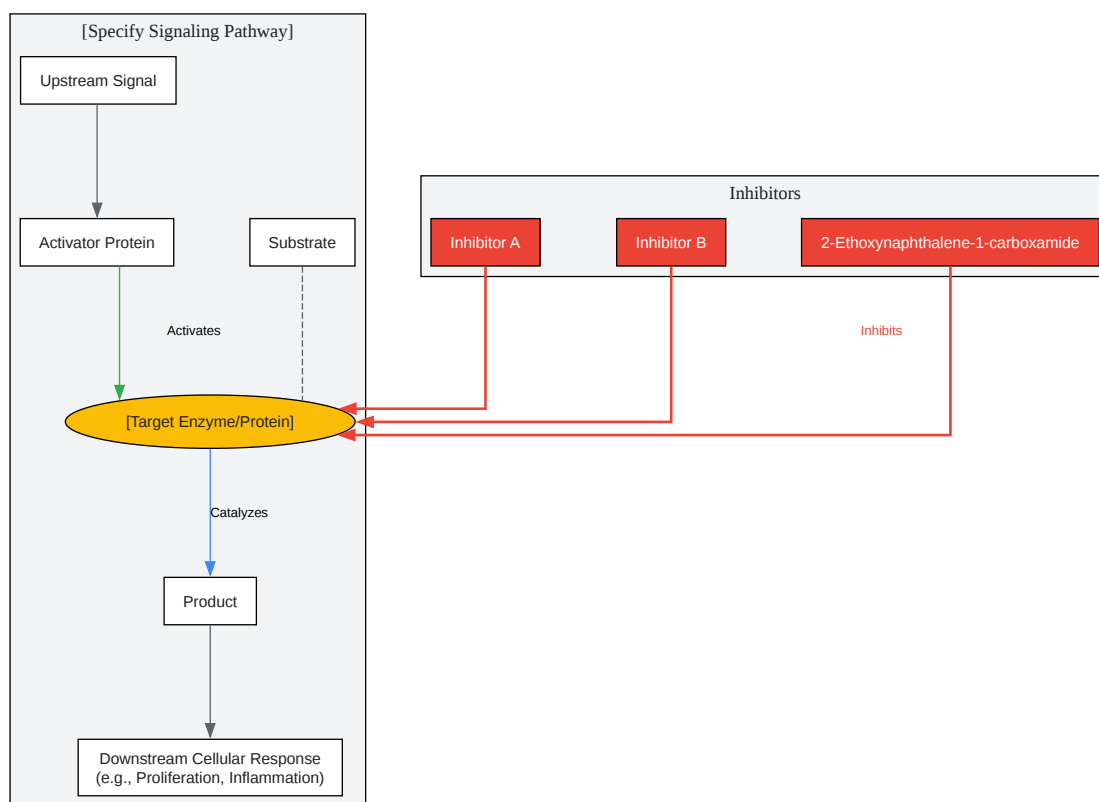 [Specify Signaling Pathway]
Upstream Signal
Activator Protein
Substrate
Activates
[Target Enzyme/Protein]
Catalyzes
Product
Downstream Cellular Response
(e.g., Proliferation, Inflammation)
Inhibitors
Inhibitor A
Inhibitor B
2-Ethoxynaphthalene-1-carboxamide
Inhibits